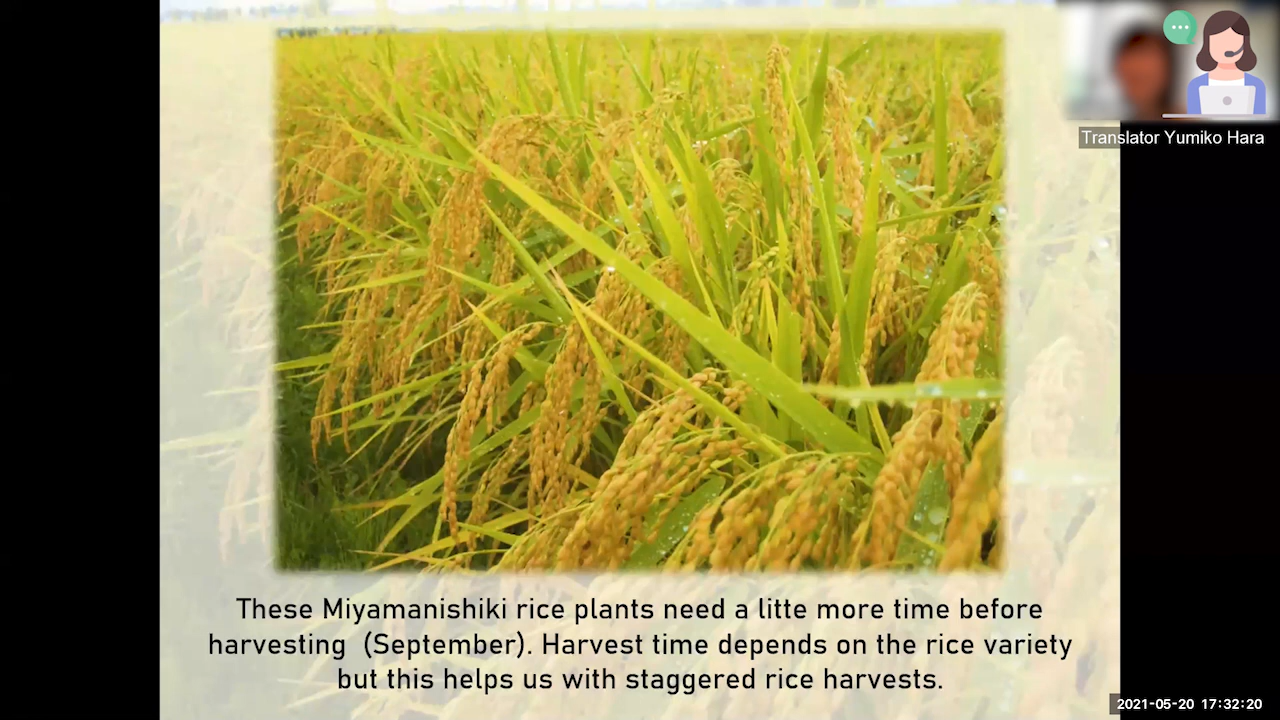 Translator Yumiko Hara
These Miyamanishiki rice plants need a litte more time before
harvesting (September). Harvest time depends on the rice variety
but this helps us with staggered rice harvests.
2021-05-20 17:32:20